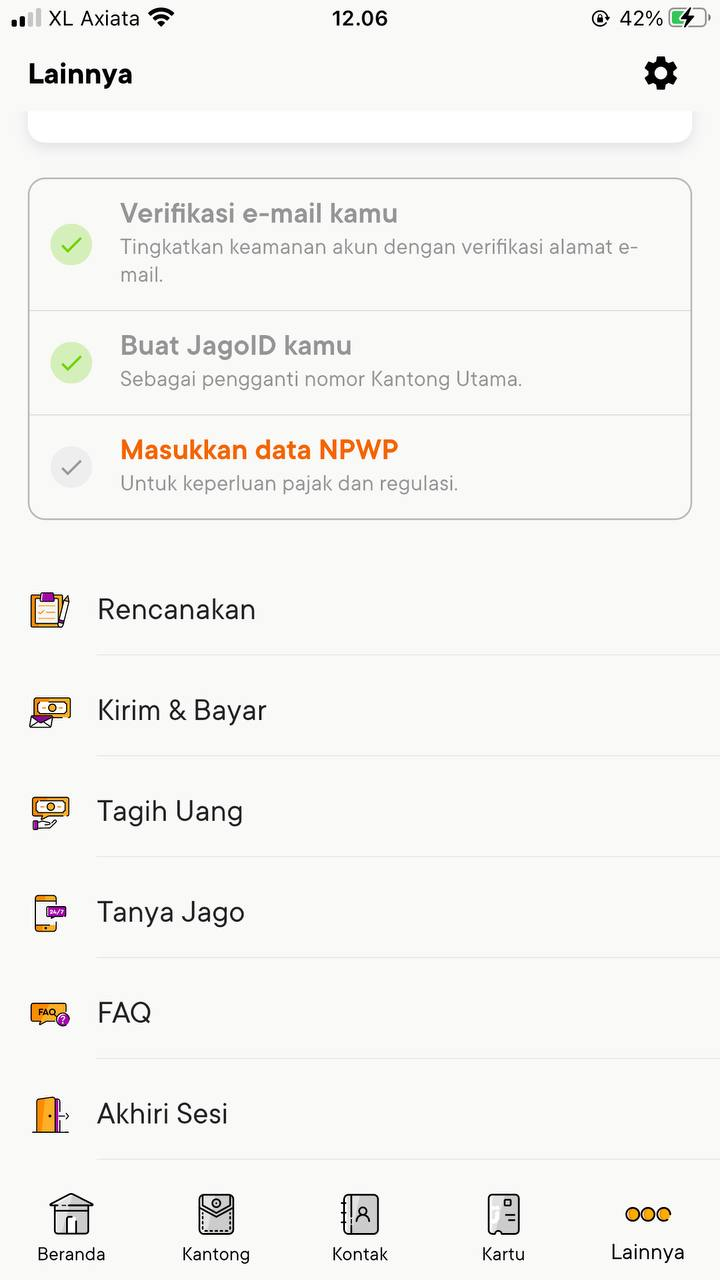 XL Axiata 12.06 42%
Lainnya
Verifikasi e-mail kamu
Tingkatkan keamanan akun dengan verifikasi alamat e-
mail.
Buat JagoID kamu
Sebagai pengganti nomor Kantong Utama.
Masukkan data NPWP
Untuk keperluan pajak dan regulasi.
Rencanakan
Kirim & Bayar
Tagih Uang
24/7 Tanya Jago
FAQ ? FAQ
Akhiri Sesi
Beranda Kantong Kontak Kartu Lainnya